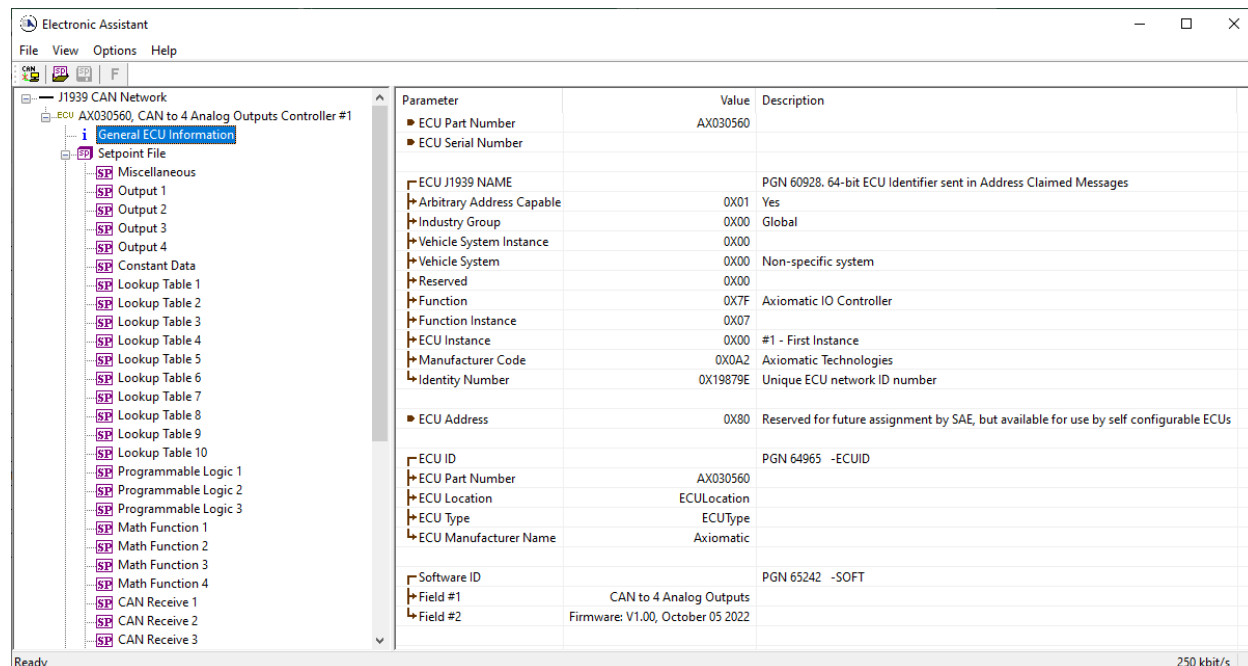 Electronic Assistant
File View Options Help
CAN SP SP F
J1939 CAN Network
ECU AX030560, CAN to 4 Analog Outputs Controller #1
i General ECU Information
SP Setpoint File
SP Miscellaneous
SP Output 1
SP Output 2
SP Output 3
SP Output 4
SP Constant Data
SP Lookup Table 1
SP Lookup Table 2
SP Lookup Table 3
SP Lookup Table 4
SP Lookup Table 5
SP Lookup Table 6
SP Lookup Table 7
SP Lookup Table 8
SP Lookup Table 9
SP Lookup Table 10
SP Programmable Logic 1
SP Programmable Logic 2
SP Programmable Logic 3
SP Math Function 1
SP Math Function 2
SP Math Function 3
SP Math Function 4
SP CAN Receive 1
SP CAN Receive 2
SP CAN Receive 3
Parameter Value Description
ECU Part Number AX030560
ECU Serial Number
ECU J1939 NAME PGN 60928. 64-bit ECU Identifier sent in Address Claimed Messages
Arbitrary Address Capable 0X01 Yes
Industry Group 0X00 Global
Vehicle System Instance 0X00
Vehicle System 0X00 Non-specific system
Reserved 0X00
Function 0X7F Axiomatic IO Controller
Function Instance 0X07
ECU Instance 0X00 #1 - First Instance
Manufacturer Code 0X0A2 Axiomatic Technologies
Identity Number 0X19879E Unique ECU network ID number
ECU Address 0X80 Reserved for future assignment by SAE, but available for use by self configurable ECUs
ECU ID PGN 64965 -ECUID
ECU Part Number AX030560
ECU Location ECULocation
ECU Type ECUType
ECU Manufacturer Name Axiomatic
Software ID PGN 65242 -SOFT
Field #1 CAN to 4 Analog Outputs
Field #2 Firmware: V1.00, October 05 2022
Ready 250 kbit/s